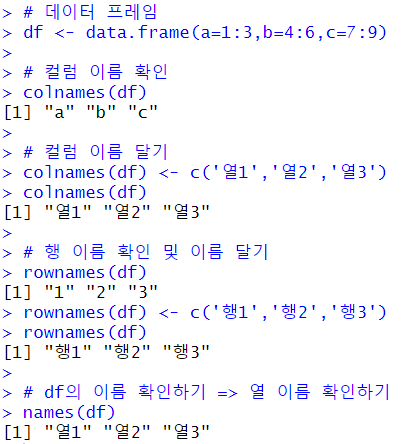 > # 데이터 프레임
> df <- data.frame(a=1:3,b=4:6,c=7:9)
>
> # 컬럼 이름 확인
> colnames(df)
[1] "a" "b" "c"
>
> # 컬럼 이름 달기
> colnames(df) <- c('열1','열2','열3')
> colnames(df)
[1] "열1" "열2" "열3"
>
> # 행 이름 확인 및 이름 달기
> rownames(df)
[1] "1" "2" "3"
> rownames(df) <- c('행1','행2','행3')
> rownames(df)
[1] "행1" "행2" "행3"
>
> # df의 이름 확인하기 => 열 이름 확인하기
> names(df)
[1] "열1" "열2" "열3"